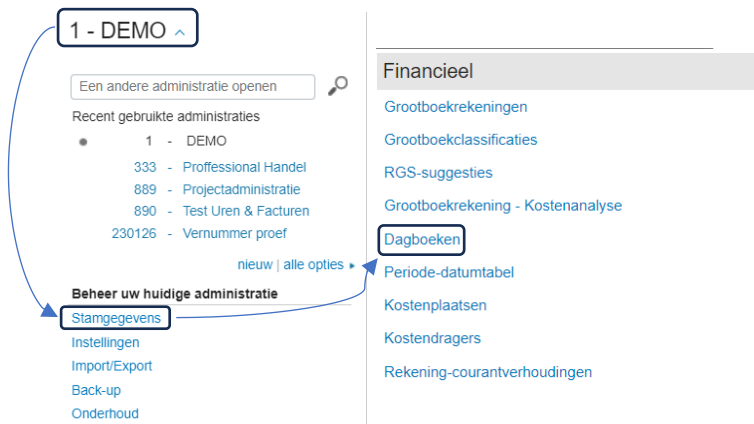 1 - DEMO
Een andere administratie openen
Recent gebruikte administraties
1 - DEMO
333 - Proffessional Handel
889 - Projectadministratie
890 - Test Uren & Facturen
230126 - Vernummer proef
nieuw | alle opties
Beheer uw huidige administratie
Stamgegevens
Instellingen
Import/Export
Back-up
Onderhoud
Financieel
Grootboekrekeningen
Grootboekclassificaties
RGS-suggesties
Grootboekrekening - Kostenanalyse
Dagboeken
Periode-datumtabel
Kostenplaatsen
Kostendragers
Rekening-courantverhoudingen